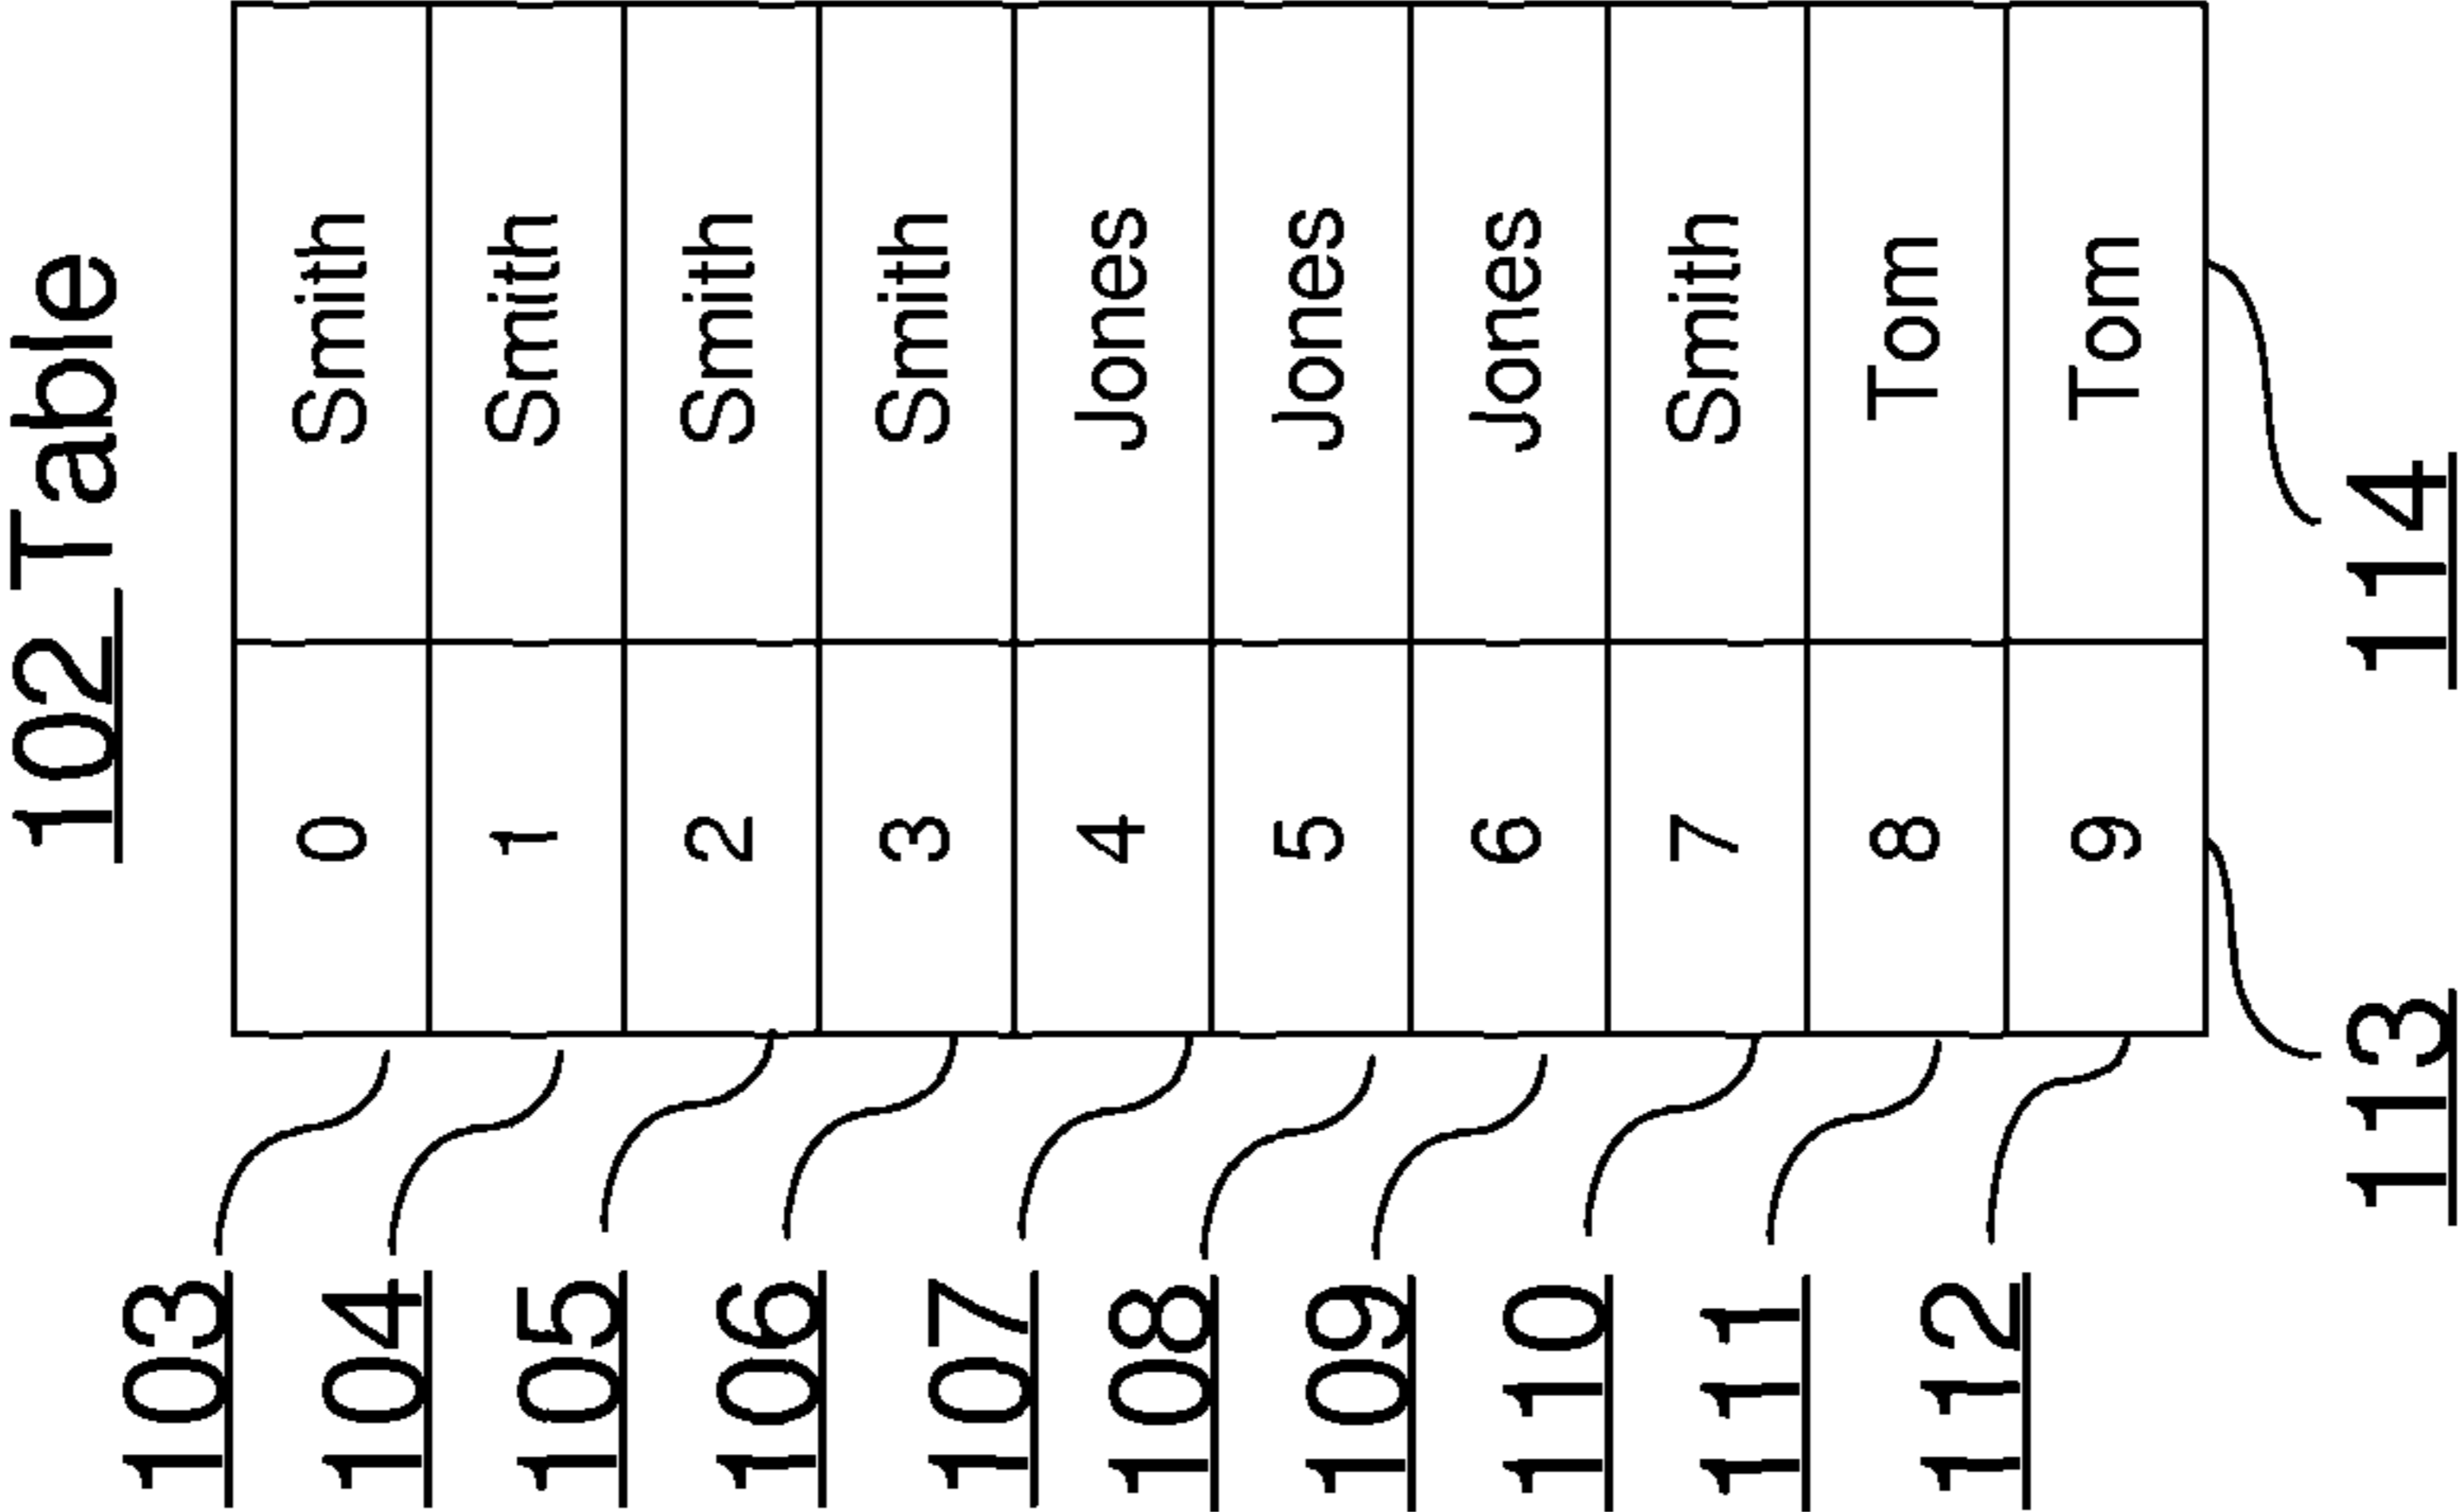 102 Table
103 0 Smith
104 1 Smith
105 2 Smith
106 3 Smith
107 4 Jones
108 5 Jones
109 6 Jones
110 7 Smith
111 8 Tom
112 9 Tom
113 114